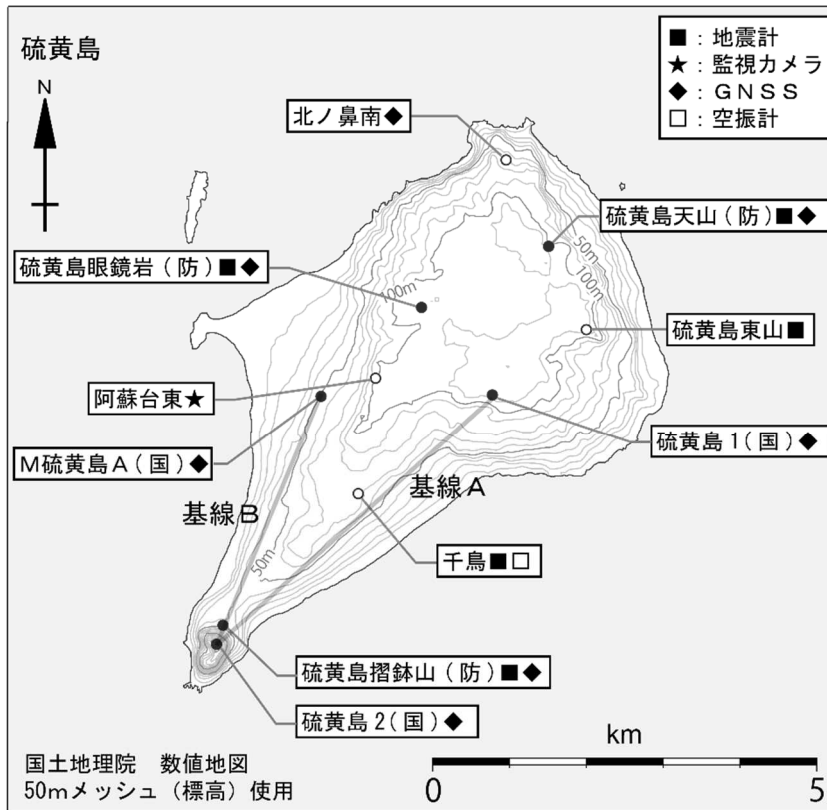 硫黄島
N
■：地震計
★：監視カメラ
◆：ＧＮＳＳ
□：空振計
北ノ鼻南◆
硫黄島天山(防)■◆
50m
100m
硫黄島眼鏡岩(防)■◆
100m
硫黄島東山■
阿蘇台東★
硫黄島1(国)◆
Ｍ硫黄島Ａ(国)◆
基線Ａ
基線Ｂ
千鳥■□
50m
硫黄島摺鉢山(防)■◆
硫黄島2(国)◆
km
0
5
国土地理院　数値地図
50mメッシュ（標高）使用